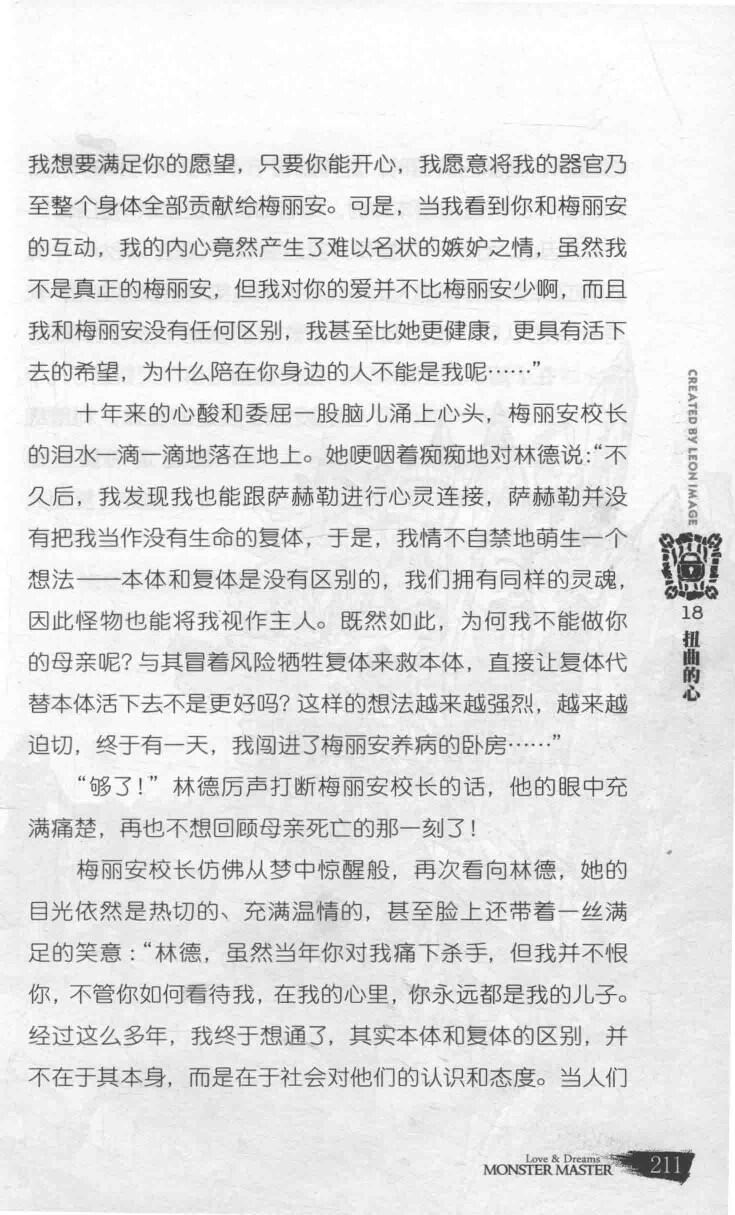 我想要满足你的愿望，只要你能开心，我愿意将我的器官乃
至整个身体全部贡献给梅丽安。可是，当我看到你和梅丽安
的互动，我的内心竟然产生了难以名状的嫉妒之情，虽然我
不是真正的梅丽安，但我对你的爱并不比梅丽安少啊，而且
我和梅丽安没有任何区别，我甚至比她更健康，更具有活下
去的希望，为什么陪在你身边的人不能是我呢……”
十年来的心酸和委屈一股脑儿涌上心头，梅丽安校长
的泪水一滴一滴地落在地上。她哽咽着痴痴地对林德说：“不
久后，我发现我也能跟萨赫勒进行心灵连接，萨赫勒并没
有把我当作没有生命的复体，于是，我情不自禁地萌生一个
想法——本体和复体是没有区别的，我们拥有同样的灵魂，
因此怪物也能将我视作主人。既然如此，为何我不能做你
的母亲呢？与其冒着风险牺牲复体来救本体，直接让复体代
替本体活下去不是更好吗？这样的想法越来越强烈，越来越
迫切，终于有一天，我闯进了梅丽安养病的卧房……”
“够了！”林德厉声打断梅丽安校长的话，他的眼中充
满痛楚，再也不想回顾母亲死亡的那一刻了！
梅丽安校长仿佛从梦中惊醒般，再次看向林德，她的
目光依然是热切的、充满温情的，甚至脸上还带着一丝满
足的笑意：“林德，虽然当年你对我痛下杀手，但我并不恨
你，不管你如何看待我，在我的心里，你永远都是我的儿子。
经过这么多年，我终于想通了，其实本体和复体的区别，并
不在于其本身，而是在于社会对他们的认识和态度。当人们
CREATED BY LEON IMAGE
18
扭曲的心
Love & Dreams
MONSTER MASTER
211